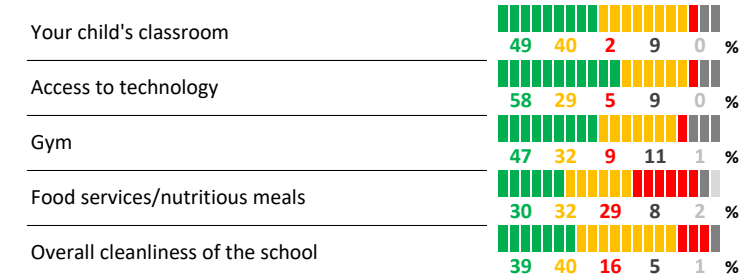 Your child's classroom
49 40 2 9 0 %
Access to technology
58 29 5 9 0 %
Gym
47 32 9 11 1 %
Food services/nutritious meals
30 32 29 8 2 %
Overall cleanliness of the school
39 40 16 5 1 %